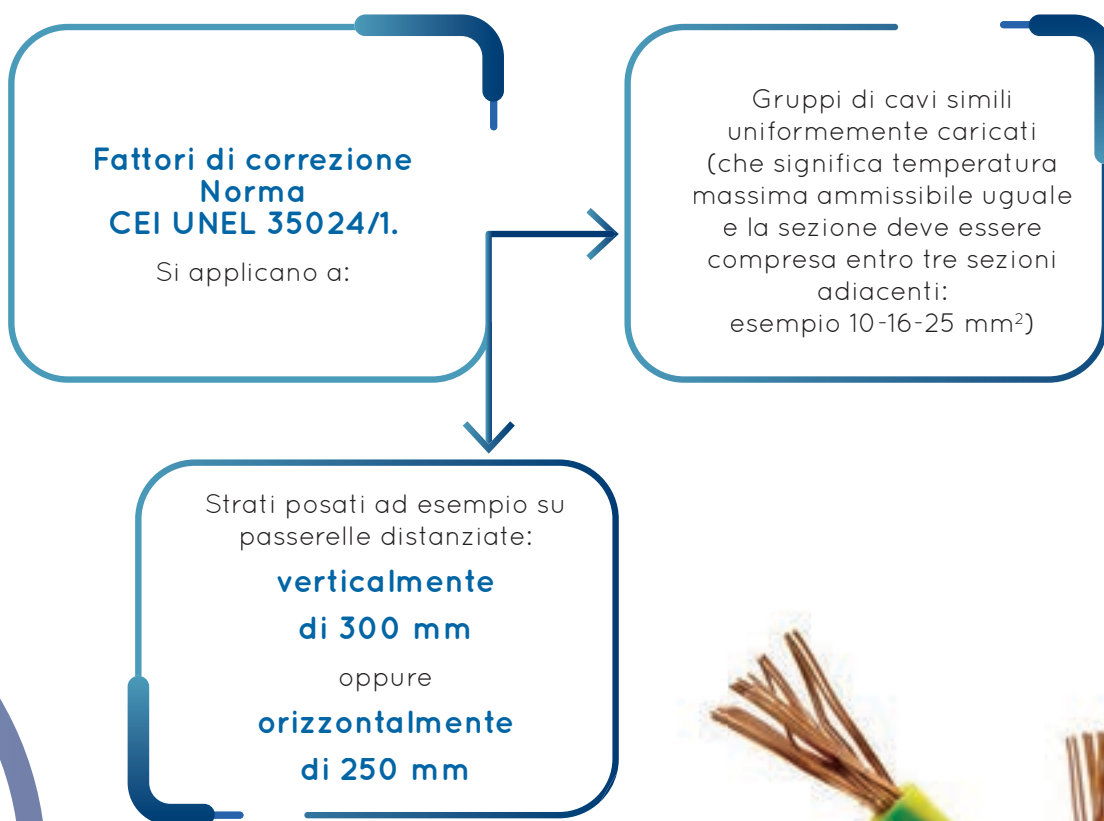 Fattori di correzione
Norma
CEI UNEL 35024/1.
Si applicano a:
Gruppi di cavi simili
uniformemente caricati
(che significa temperatura
massima ammissibile uguale
e la sezione deve essere
compresa entro tre sezioni
adiacenti:
esempio 10-16-25 mm²)
Strati posati ad esempio su
passerelle distanziate:
verticalmente
di 300 mm
oppure
orizzontalmente
di 250 mm